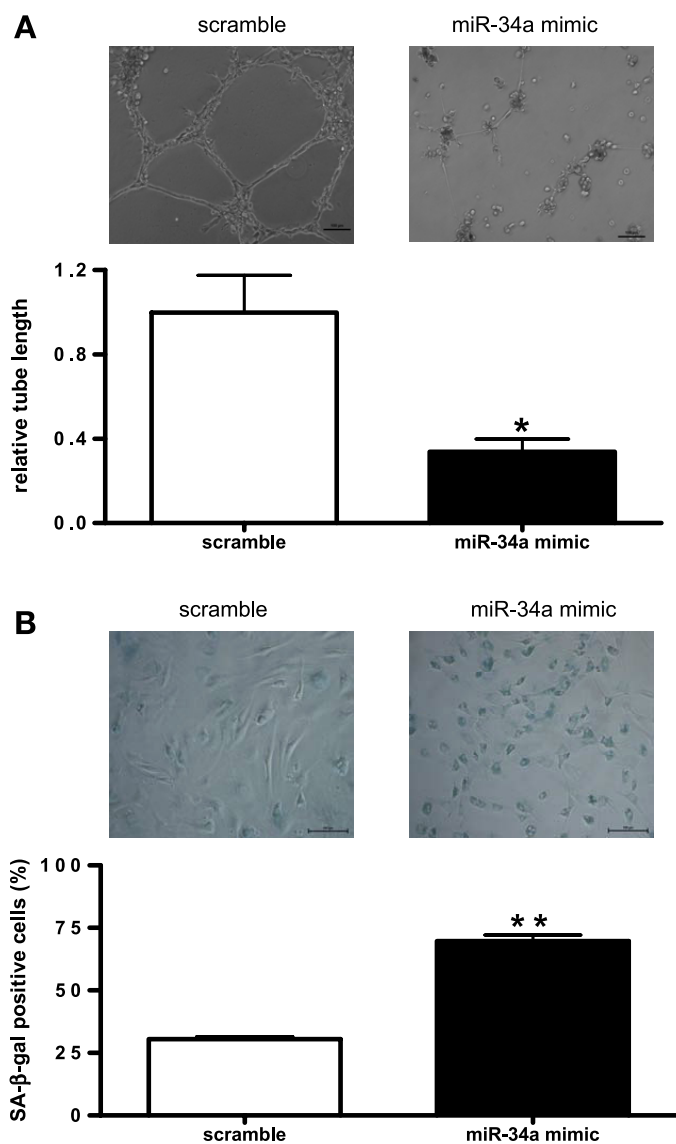 A
scramble
miR-34a mimic
1.2
0.8
0.4
0.0
relative tube length
*
scramble
miR-34a mimic
B
scramble
miR-34a mimic
100
75
50
25
0
SA-β-gal positive cells (%)
**
scramble
miR-34a mimic